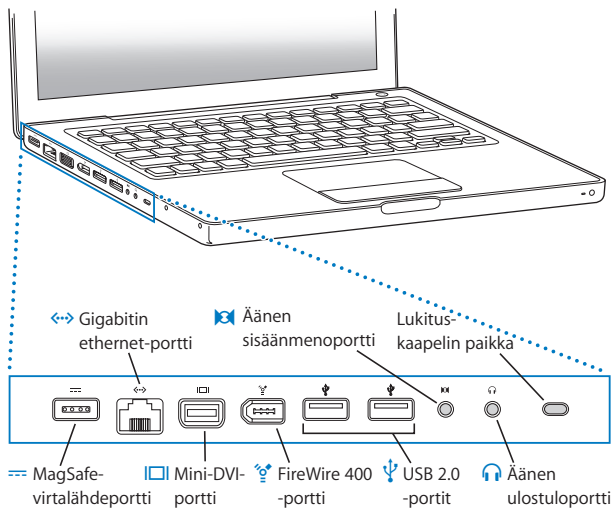 Gigabitin
ethernet-portti
Äänen
sisäänmenoportti
Lukitus-
kaapelin paikka
MagSafe-
virtalähdeportti
Mini-DVI-
portti
FireWire 400
-portti
USB 2.0
-portit
Äänen
ulostuloportti